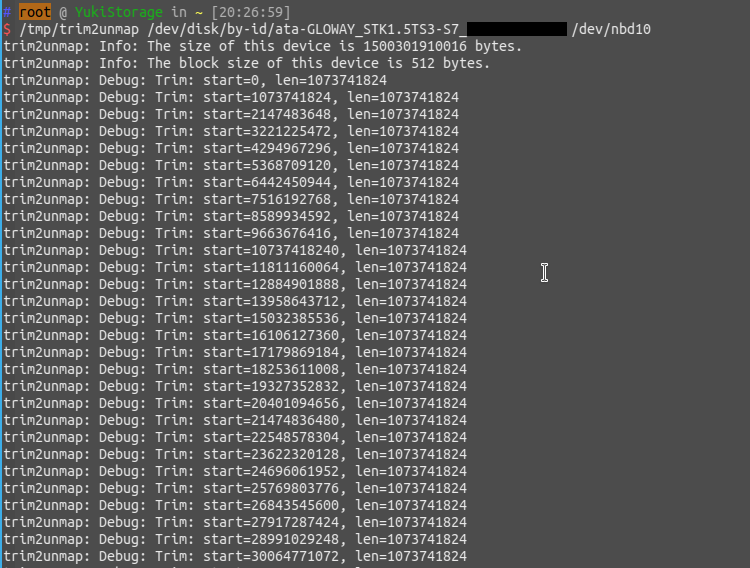 # root @ YukiStorage in ~ [20:26:59]
$ /tmp/trim2unmap /dev/disk/by-id/ata-GLOWAY_STK1.5TS3-S7_ /dev/nbd10
trim2unmap: Info: The size of this device is 1500301910016 bytes.
trim2unmap: Info: The block size of this device is 512 bytes.
trim2unmap: Debug: Trim: start=0, len=1073741824
trim2unmap: Debug: Trim: start=1073741824, len=1073741824
trim2unmap: Debug: Trim: start=2147483648, len=1073741824
trim2unmap: Debug: Trim: start=3221225472, len=1073741824
trim2unmap: Debug: Trim: start=4294967296, len=1073741824
trim2unmap: Debug: Trim: start=5368709120, len=1073741824
trim2unmap: Debug: Trim: start=6442450944, len=1073741824
trim2unmap: Debug: Trim: start=7516192768, len=1073741824
trim2unmap: Debug: Trim: start=8589934592, len=1073741824
trim2unmap: Debug: Trim: start=9663676416, len=1073741824
trim2unmap: Debug: Trim: start=10737418240, len=1073741824
trim2unmap: Debug: Trim: start=11811160064, len=1073741824
trim2unmap: Debug: Trim: start=12884901888, len=1073741824
trim2unmap: Debug: Trim: start=13958643712, len=1073741824
trim2unmap: Debug: Trim: start=15032385536, len=1073741824
trim2unmap: Debug: Trim: start=16106127360, len=1073741824
trim2unmap: Debug: Trim: start=17179869184, len=1073741824
trim2unmap: Debug: Trim: start=18253611008, len=1073741824
trim2unmap: Debug: Trim: start=19327352832, len=1073741824
trim2unmap: Debug: Trim: start=20401094656, len=1073741824
trim2unmap: Debug: Trim: start=21474836480, len=1073741824
trim2unmap: Debug: Trim: start=22548578304, len=1073741824
trim2unmap: Debug: Trim: start=23622320128, len=1073741824
trim2unmap: Debug: Trim: start=24696061952, len=1073741824
trim2unmap: Debug: Trim: start=25769803776, len=1073741824
trim2unmap: Debug: Trim: start=26843545600, len=1073741824
trim2unmap: Debug: Trim: start=27917287424, len=1073741824
trim2unmap: Debug: Trim: start=28991029248, len=1073741824
trim2unmap: Debug: Trim: start=30064771072, len=1073741824